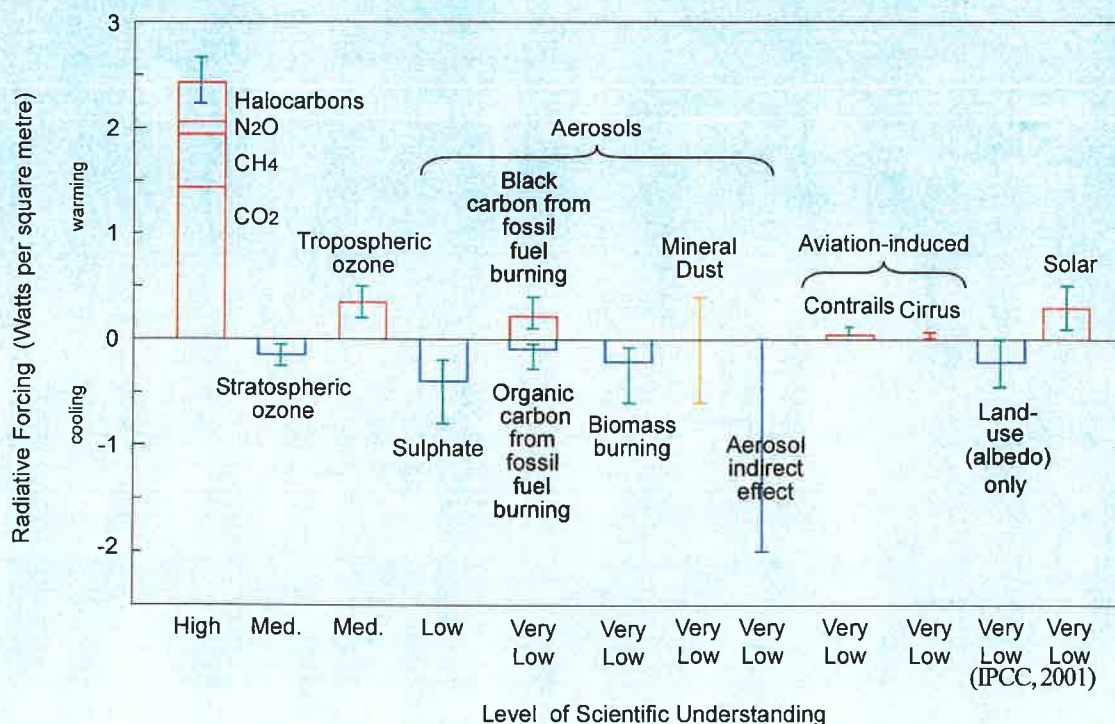 Radiative Forcing (Watts per square metre)
warming
cooling
3
2
1
0
-1
-2
Halocarbons
N2O
CH4
CO2
Stratospheric
ozone
Tropospheric
ozone
Aerosols
Sulphate
Black
carbon from
fossil
fuel
burning
Organic
carbon
from
fossil
fuel
burning
Biomass
burning
Mineral
Dust
Aerosol
indirect
effect
Aviation-induced
Contrails
Cirrus
Land-
use
(albedo)
only
Solar
High
Med.
Med.
Low
Very
Low
Very
Low
Very
Low
Very
Low
Very
Low
Very
Low
Very
Low
Very
Low
(IPCC, 2001)
Level of Scientific Understanding